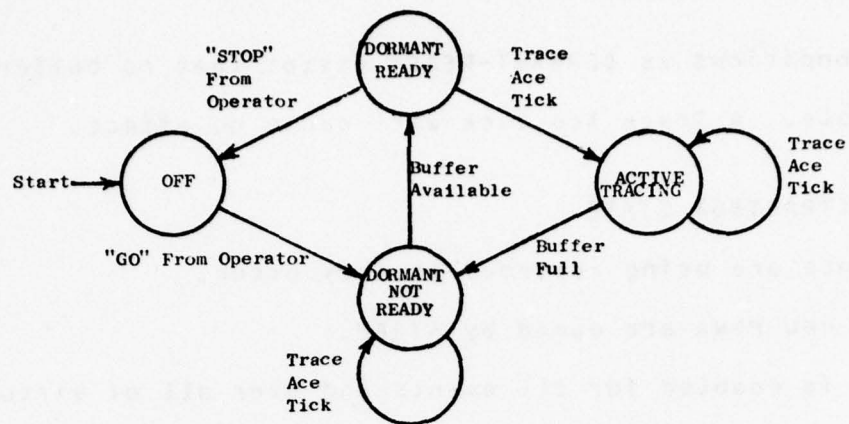 "STOP"
From
Operator
DORMANT
READY
Trace
Ace
Tick
Start
OFF
Buffer
Available
ACTIVE
TRACING
Trace
Ace
Tick
"GO" From Operator
Buffer
Full
DORMANT
NOT
READY
Trace
Ace
Tick